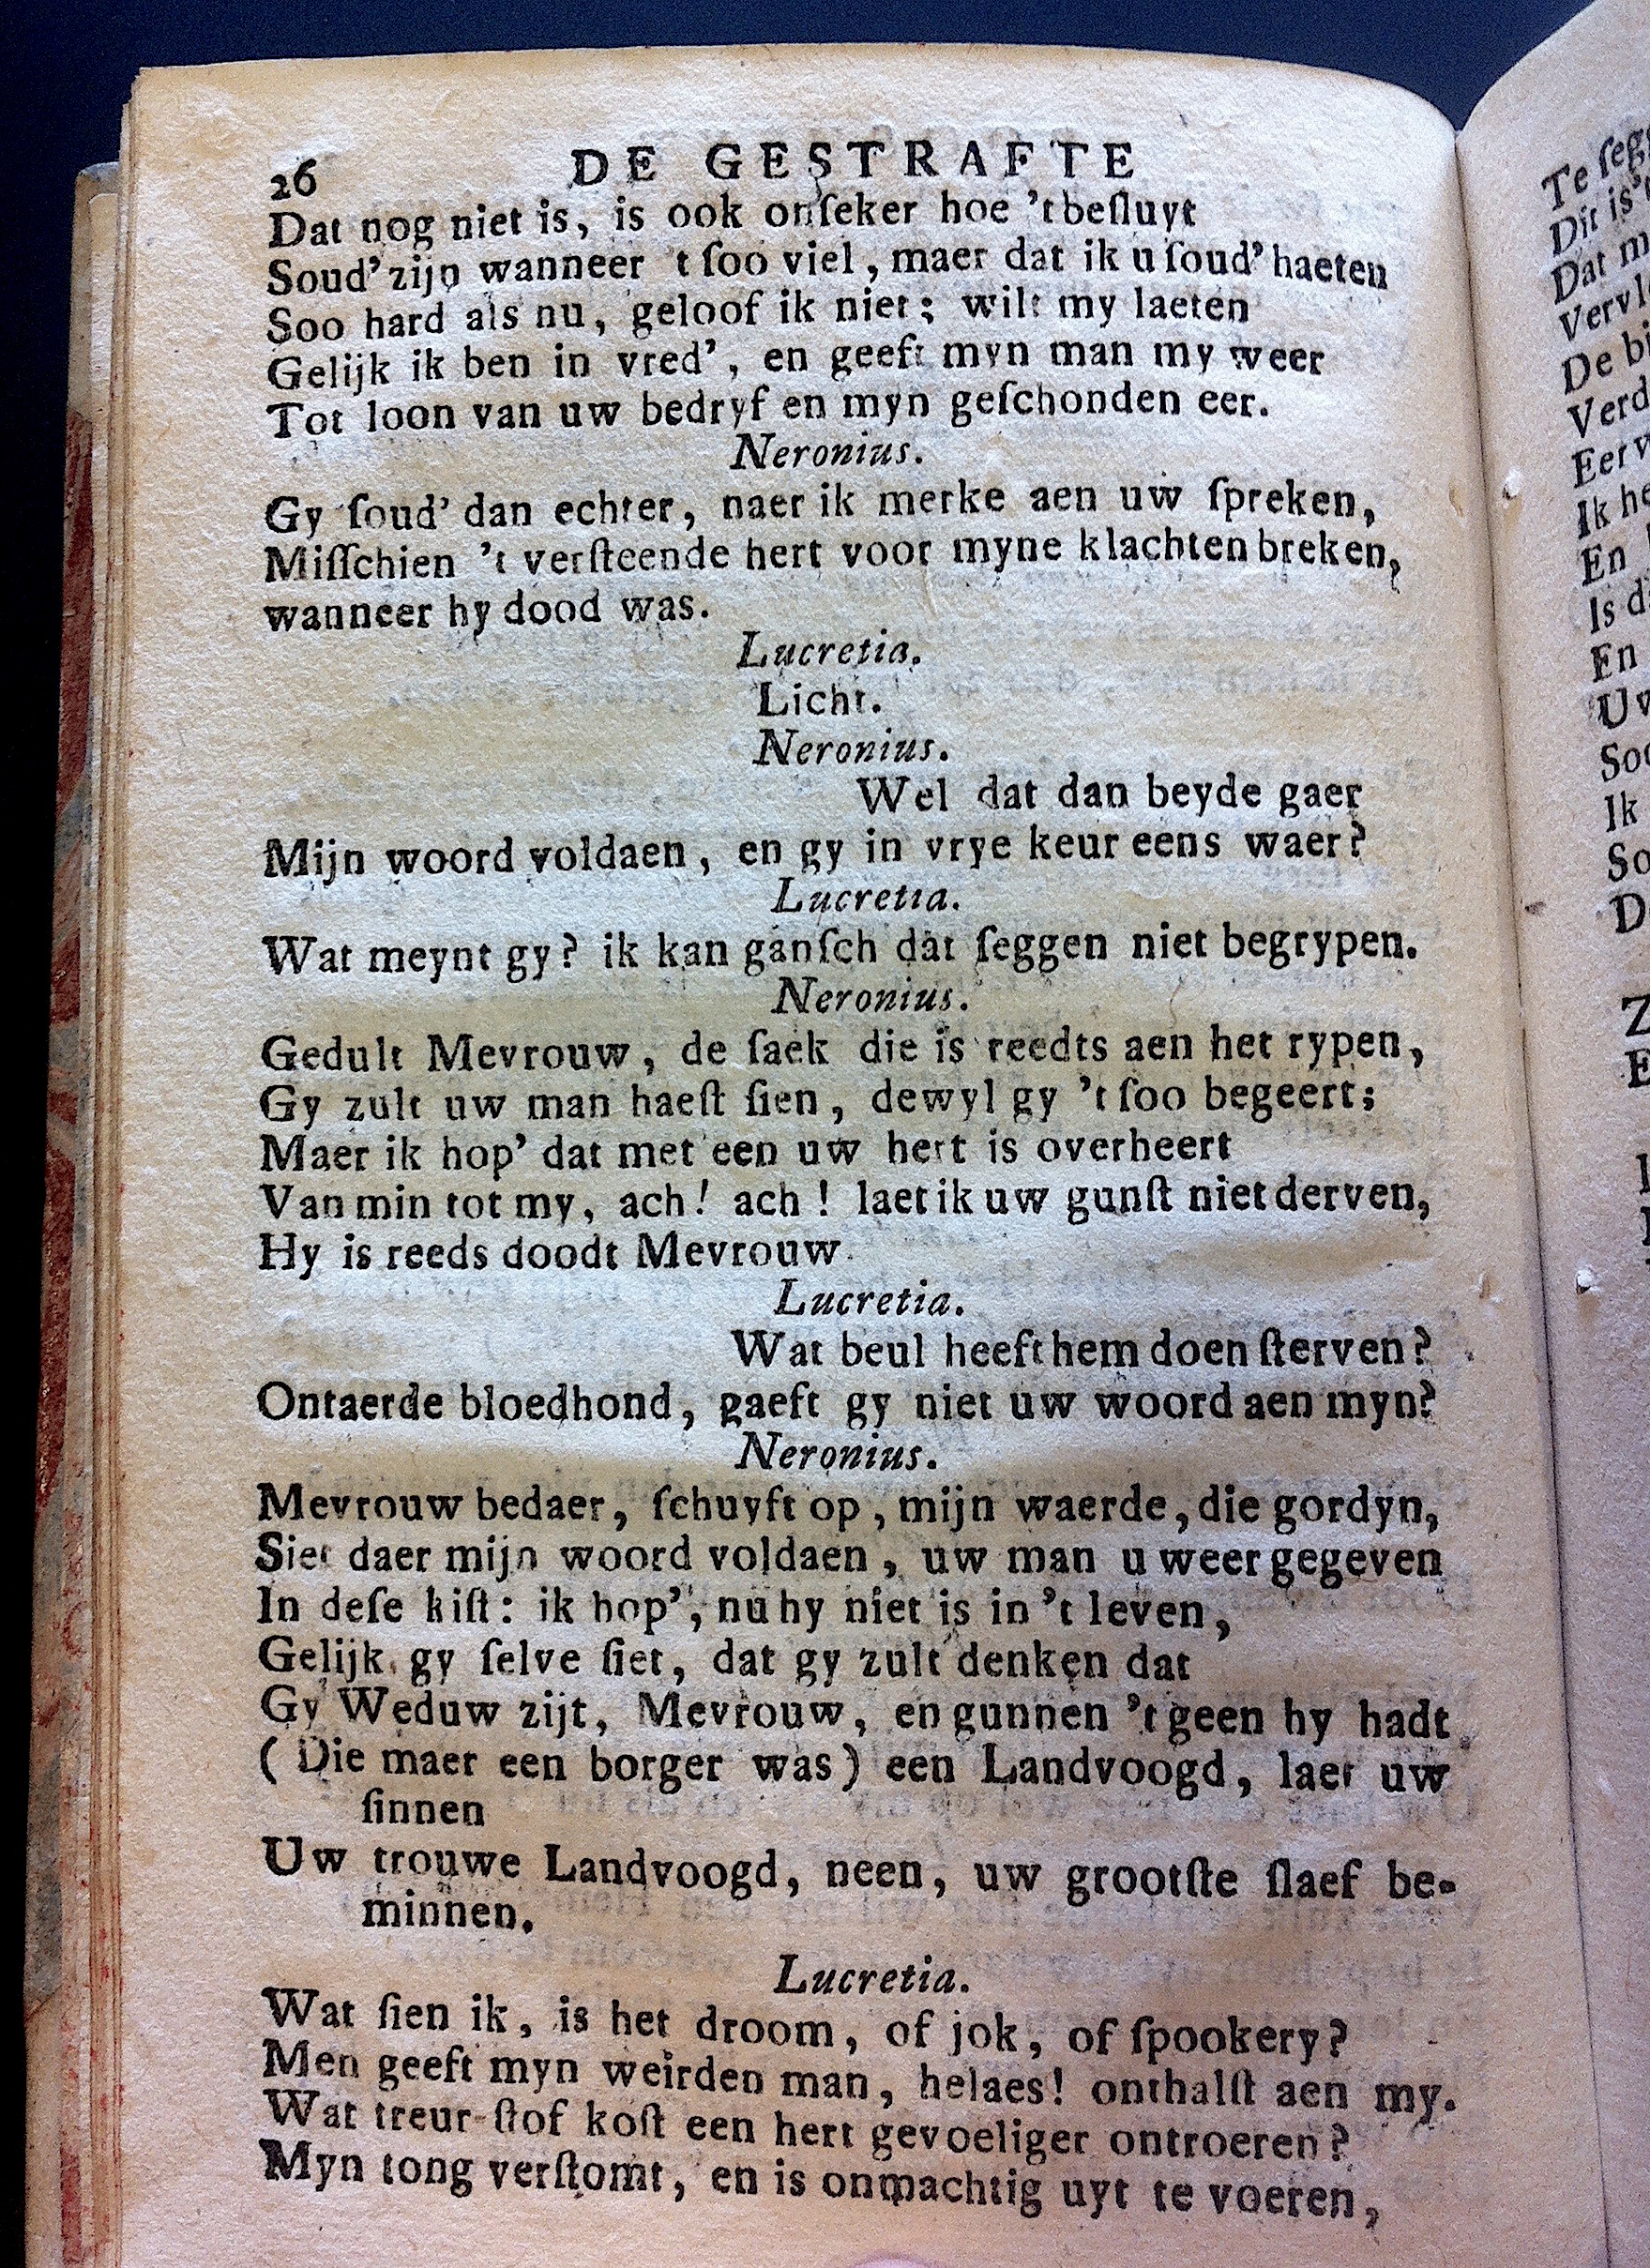 26 DE GESTRAFTE
Dat nog niet is, is ook onſeker hoe 't beſluyt
Soud' zijn wanneer 't ſoo viel, maer dat ik u ſoud' haeten
Soo hard als nu, geloof ik niet; wilt my laeten
Gelijk ik ben in vred', en geeft myn man my weer
Tot loon van uw bedryf en myn geſchonden eer.
Neronius.
Gy ſoud' dan echter, naer ik merke aen uw ſpreken,
Miſſchien 't verſteende hert voor myne klachten breken,
wanneer hy dood was.
Lucretia.
Licht.
Neronius.
Wel dat dan beyde gaer
Mijn woord voldaen, en gy in vrye keur eens waer?
Lucretia.
Wat meynt gy? ik kan ganſch dat ſeggen niet begrypen.
Neronius.
Gedult Mevrouw, de ſaek die is reedts aen het rypen,
Gy zult uw man haeſt ſien, dewyl gy 't ſoo begeert;
Maer ik hop' dat met een uw hert is overheert
Van min tot my, ach! ach! laet ik uw gunſt niet derven,
Hy is reeds doodt Mevrouw.
Lucretia.
Wat beul heeft hem doen ſterven?
Ontaerde bloedhond, gaeft gy niet uw woord aen myn?
Neronius.
Mevrouw bedaer, ſchuyft op, mijn waerde, die gordyn,
Siet daer mijn woord voldaen, uw man u weer gegeven
In deſe kiſt: ik hop', nu hy niet is in 't leven,
Gelijk gy ſelve ſiet, dat gy zult denken dat
Gy Weduw zijt, Mevrouw, en gunnen 't geen hy hadt
(Die maer een borger was) een Landvoogd, laet uw
ſinnen
Uw trouwe Landvoogd, neen, uw grootſte ſlaef be-
minnen.
Lucretia.
Wat ſien ik, is het droom, of jok, of ſpookery?
Men geeft myn weirden man, helaes! onthalſt aen my.
Wat treur-ſtof koſt een hert gevoeliger ontroeren?
Myn tong verſtomt, en is onmachtig uyt te voeren,
Te
Dit is
Dat
De
Ik
En
Is
En
Ik